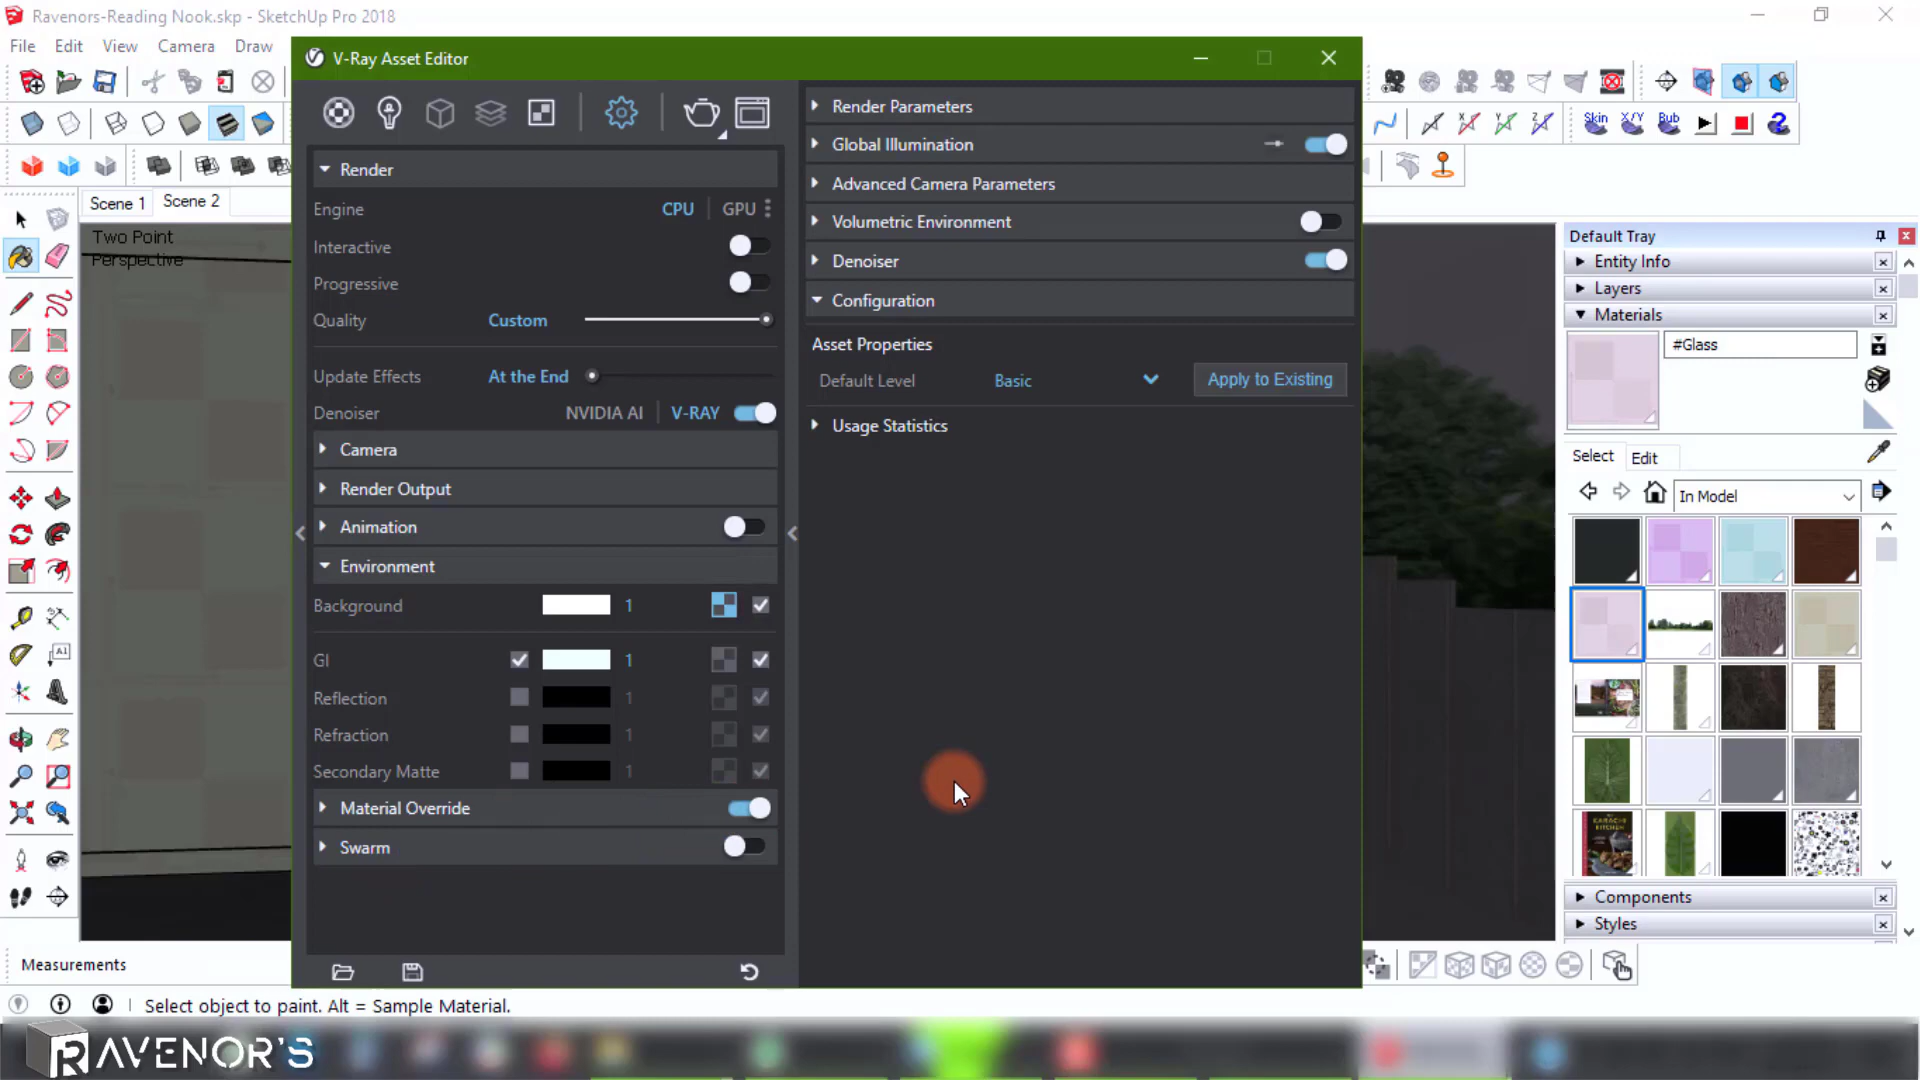 Ravenors-Reading Nook.skp - SketchUp Pro 2018
File Edit View Camera Draw
V-Ray Asset Editor
Skin X/Y Bub
Scene 1 Scene 2
Two Point
Perspective
Render
Engine CPU GPU
Interactive
Progressive
Quality Custom
Update Effects At the End
Denoiser NVIDIA AI V-RAY
Camera
Render Output
Animation
Environment
Background 1
GI 1
Reflection 1
Refraction 1
Secondary Matte 1
Material Override
Swarm
Render Parameters
Global Illumination
Advanced Camera Parameters
Volumetric Environment
Denoiser
Configuration
Asset Properties
Default Level Basic Apply to Existing
Usage Statistics
Default Tray
Entity Info
Layers
Materials
#Glass
Select Edit
In Model
KITCHEN
Components
Styles
Measurements
Select object to paint. Alt = Sample Material.
RAVENOR'S